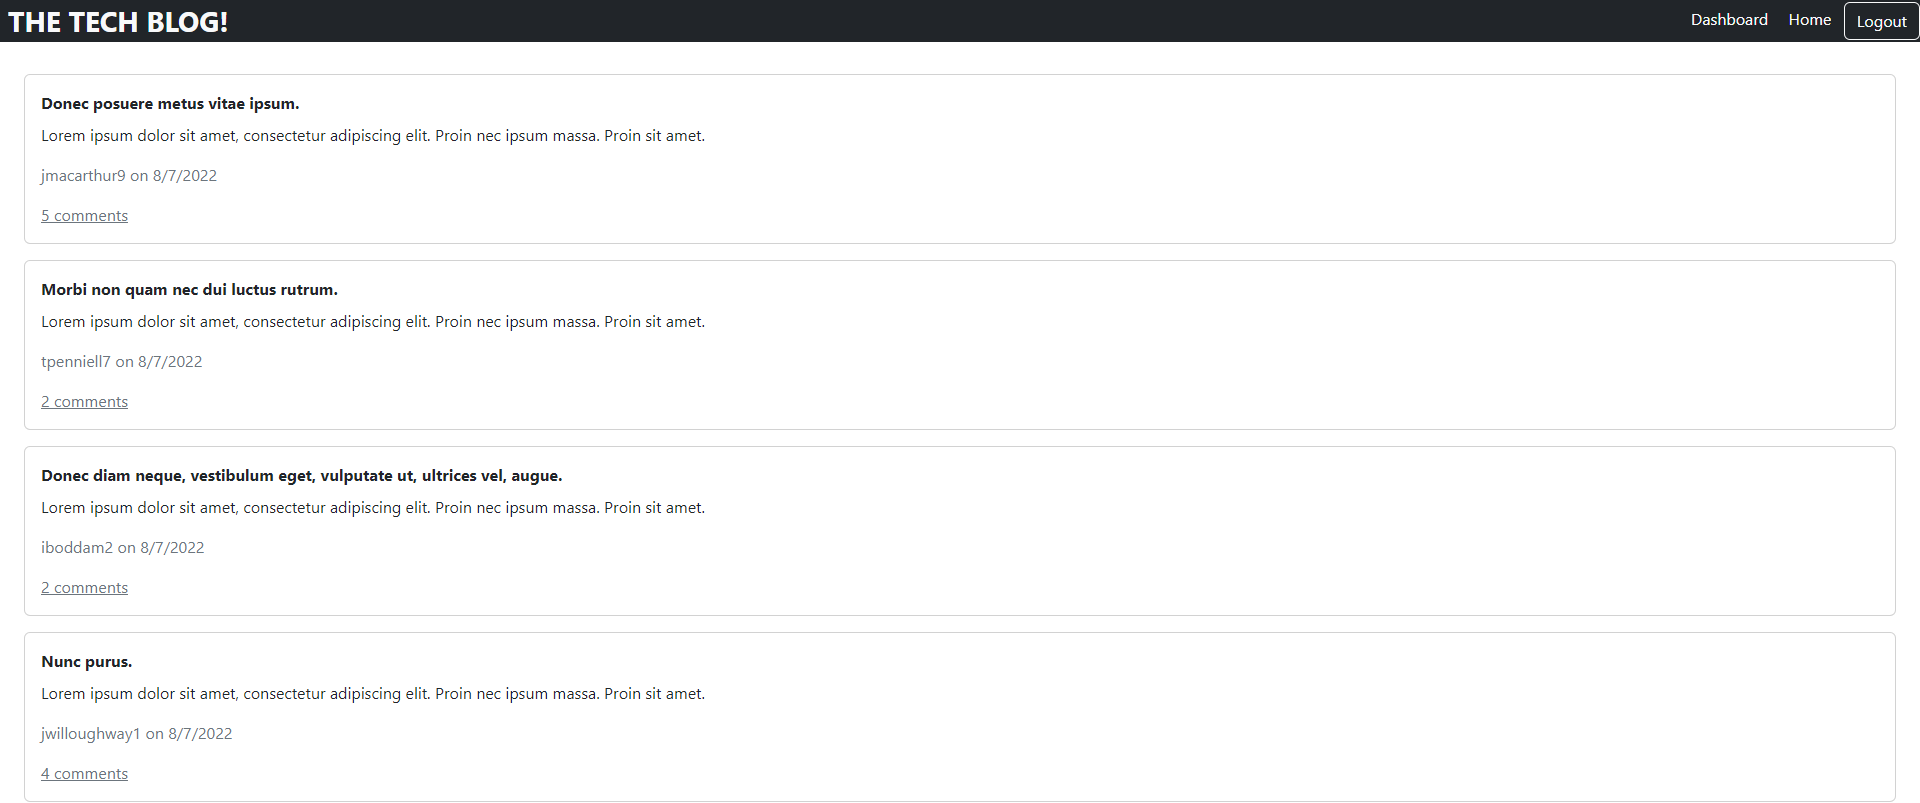 THE TECH BLOG!
Dashboard Home Logout
Donec posuere metus vitae ipsum.
Lorem ipsum dolor sit amet, consectetur adipiscing elit. Proin nec ipsum massa. Proin sit amet.
jmacarthur9 on 8/7/2022
5 comments
Morbi non quam nec dui luctus rutrum.
Lorem ipsum dolor sit amet, consectetur adipiscing elit. Proin nec ipsum massa. Proin sit amet.
tpenniell7 on 8/7/2022
2 comments
Donec diam neque, vestibulum eget, vulputate ut, ultrices vel, augue.
Lorem ipsum dolor sit amet, consectetur adipiscing elit. Proin nec ipsum massa. Proin sit amet.
iboddam2 on 8/7/2022
2 comments
Nunc purus.
Lorem ipsum dolor sit amet, consectetur adipiscing elit. Proin nec ipsum massa. Proin sit amet.
jwilloughway1 on 8/7/2022
4 comments